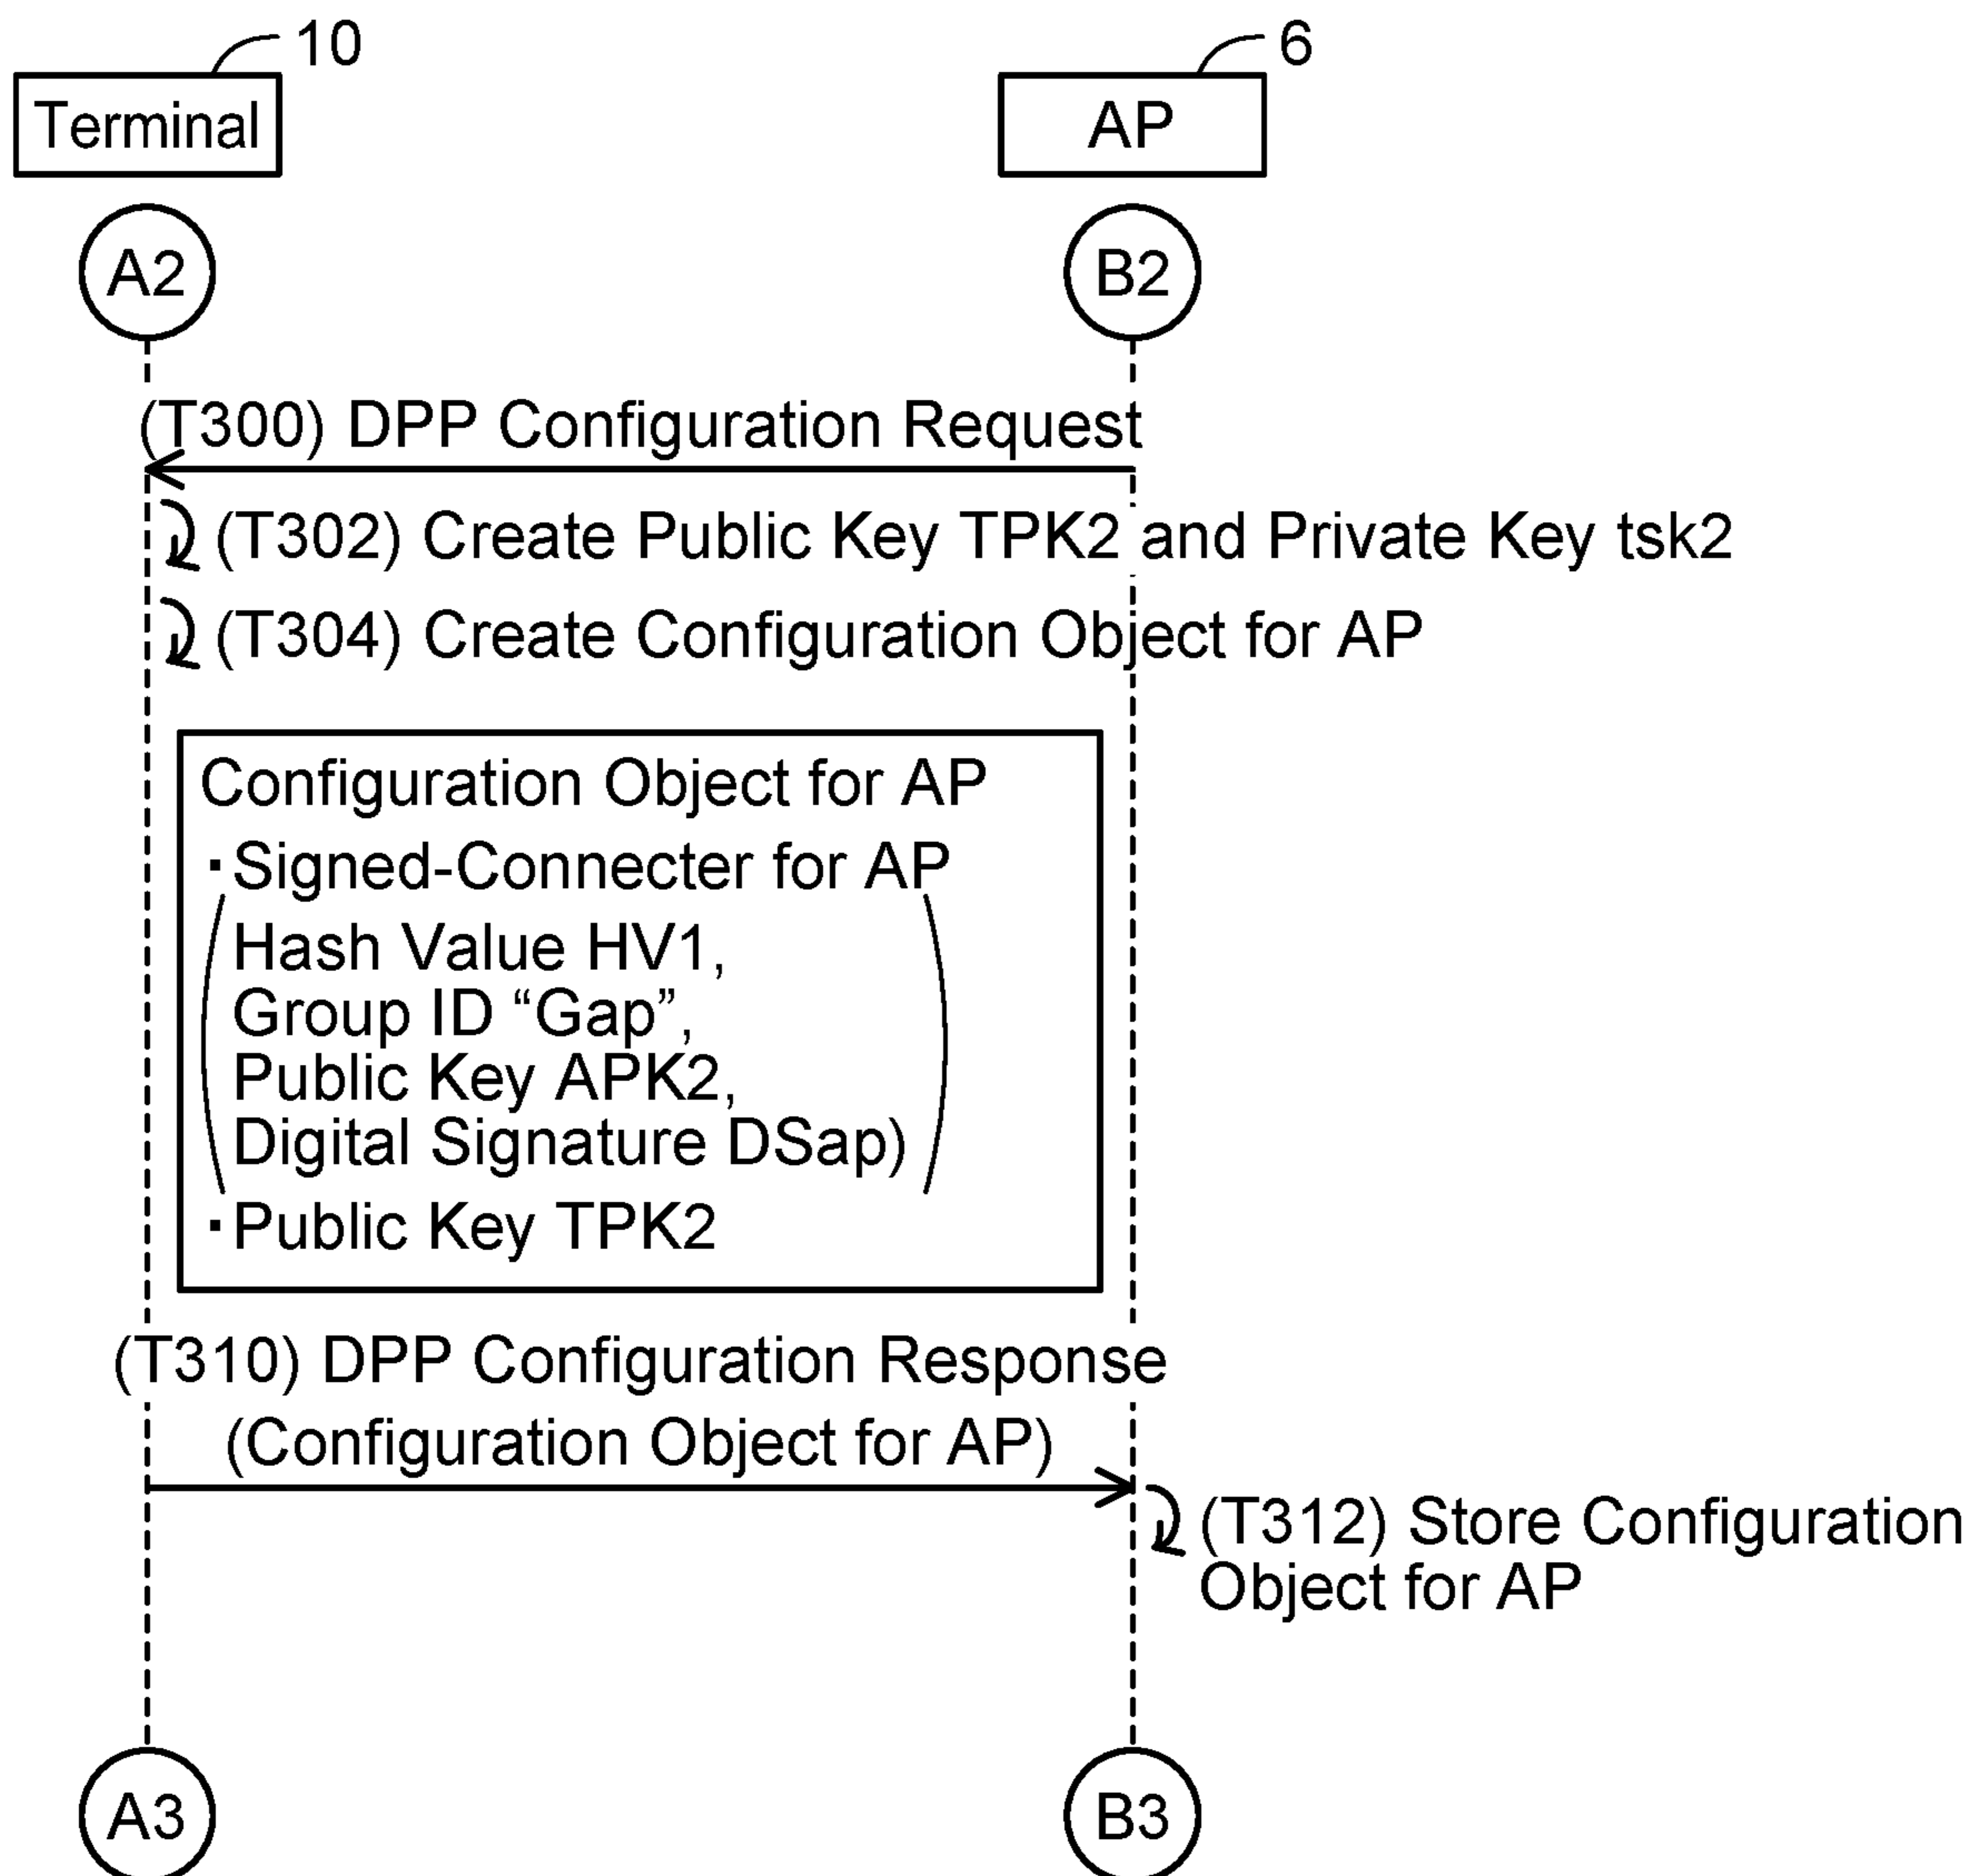 10
6
Terminal
AP
A2
B2
(T300) DPP Configuration Request
(T302) Create Public Key TPK2 and Private Key tsk2
(T304) Create Configuration Object for AP
Configuration Object for AP
・Signed-Connecter for AP
Hash Value HV1,
Group ID “Gap”,
Public Key APK2,
Digital Signature DSap)
・Public Key TPK2
(T310) DPP Configuration Response
(Configuration Object for AP)
(T312) Store Configuration
Object for AP
A3
B3